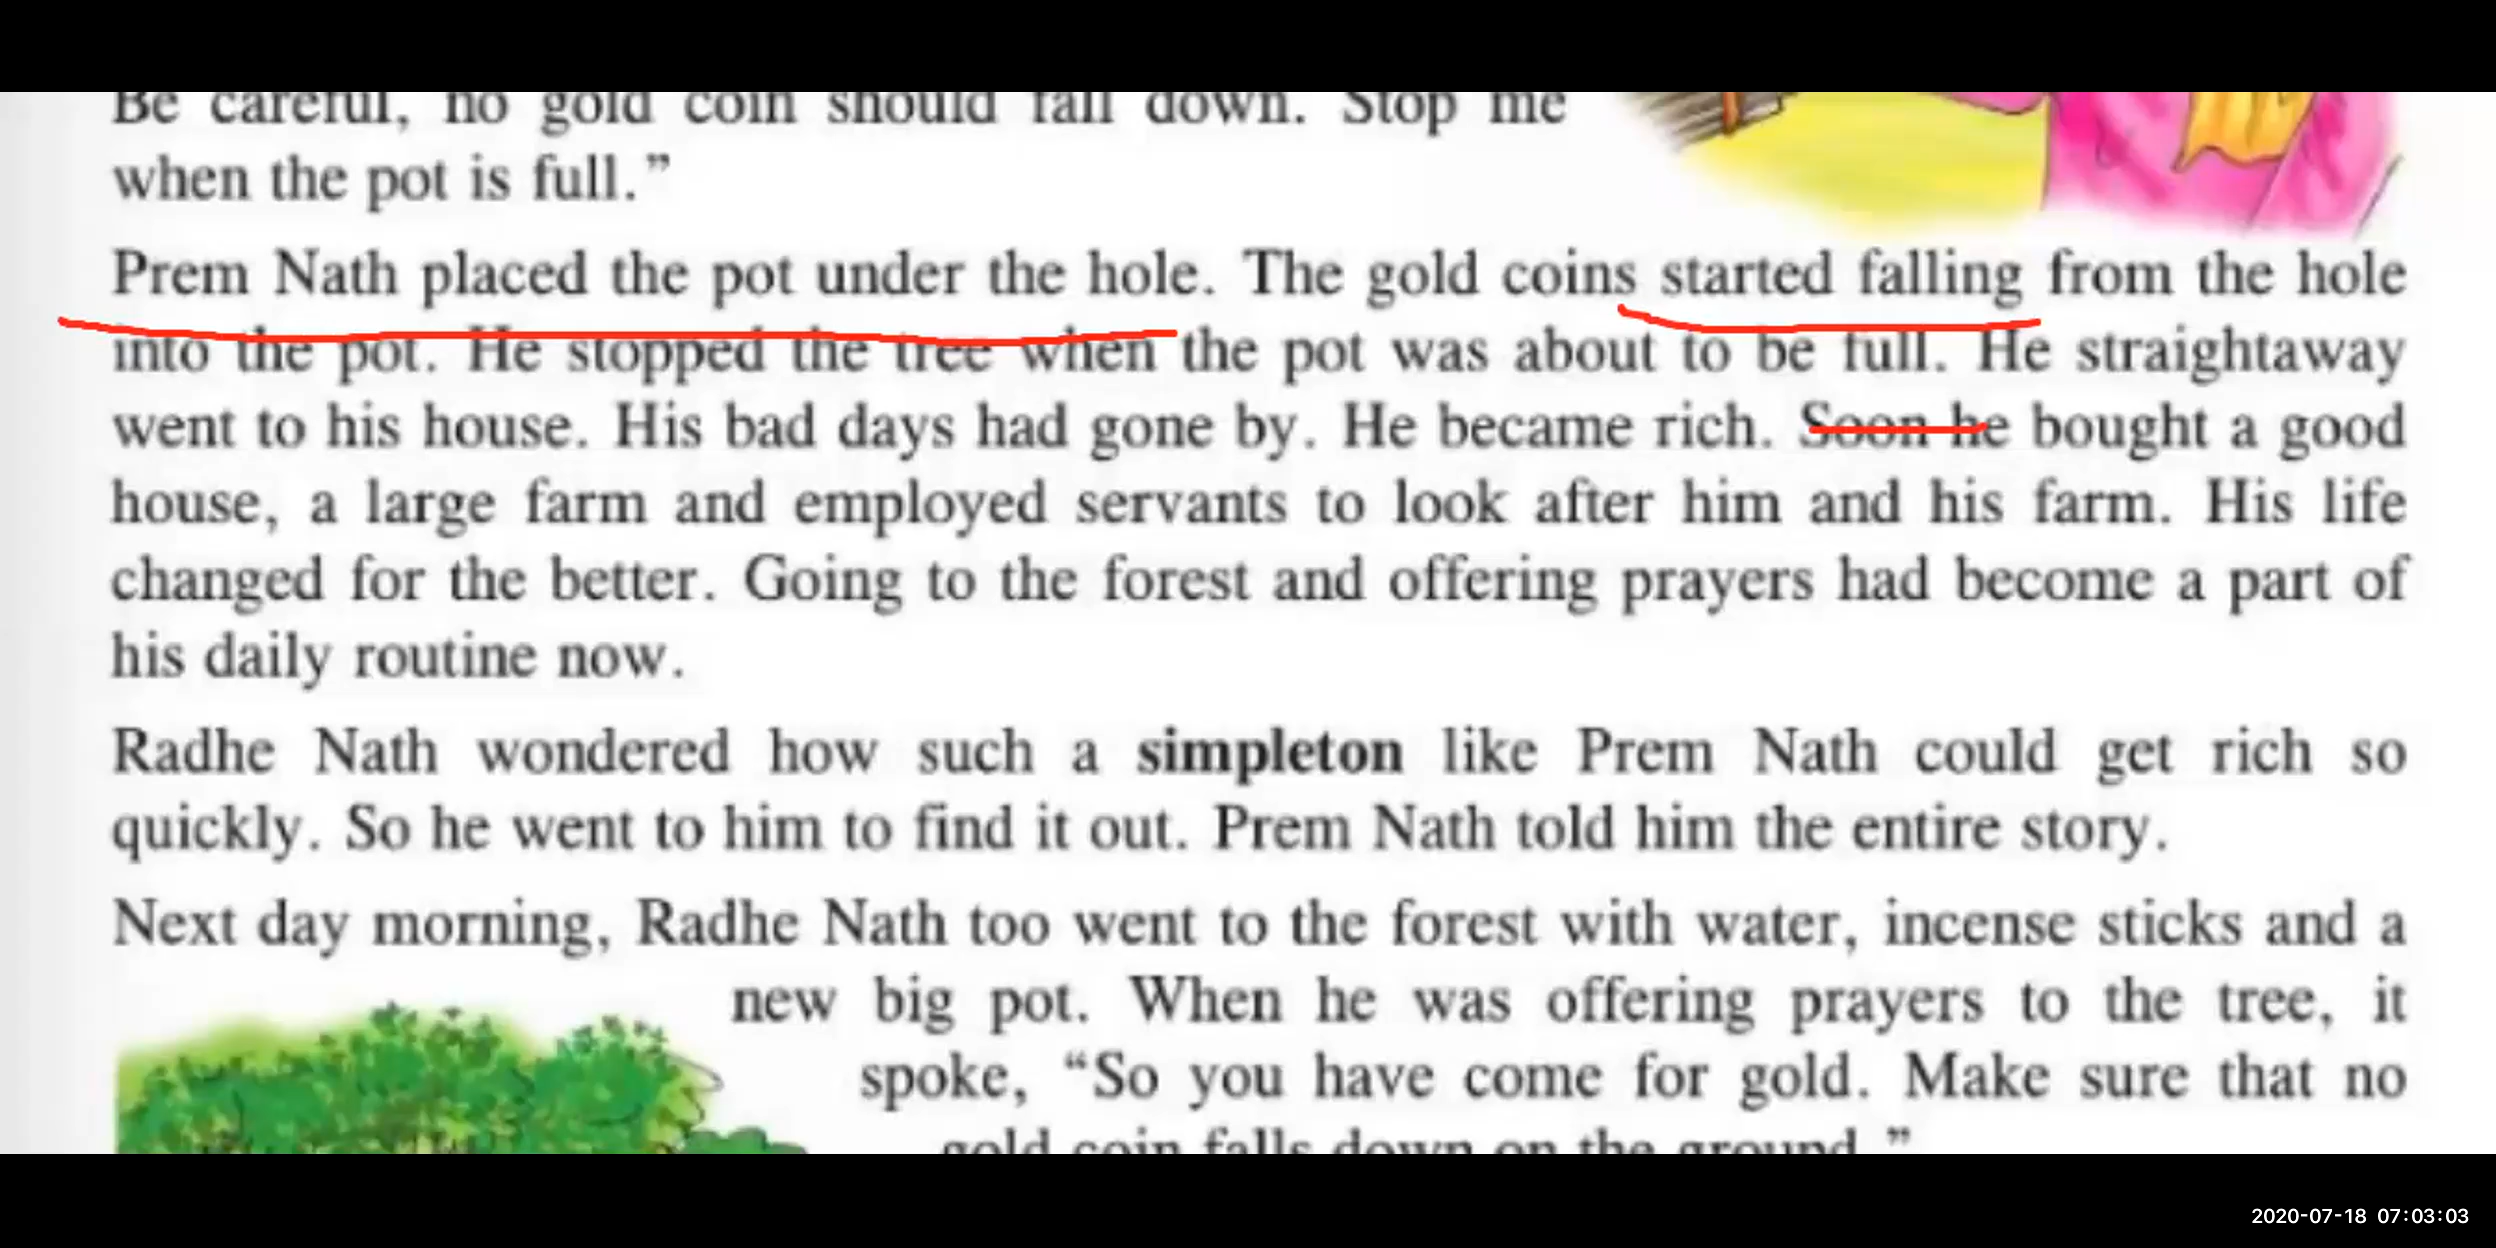 Be careful, no gold coin should fall down. Stop me
when the pot is full.”
Prem Nath placed the pot under the hole. The gold coins started falling from the hole
into the pot. He stopped the tree when the pot was about to be full. He straightaway
went to his house. His bad days had gone by. He became rich. Soon he bought a good
house, a large farm and employed servants to look after him and his farm. His life
changed for the better. Going to the forest and offering prayers had become a part of
his daily routine now.
Radhe Nath wondered how such a simpleton like Prem Nath could get rich so
quickly. So he went to him to find it out. Prem Nath told him the entire story.
Next day morning, Radhe Nath too went to the forest with water, incense sticks and a
new big pot. When he was offering prayers to the tree, it
spoke, “So you have come for gold. Make sure that no
gold coin falls down on the ground.”
2020-07-18 07:03:03